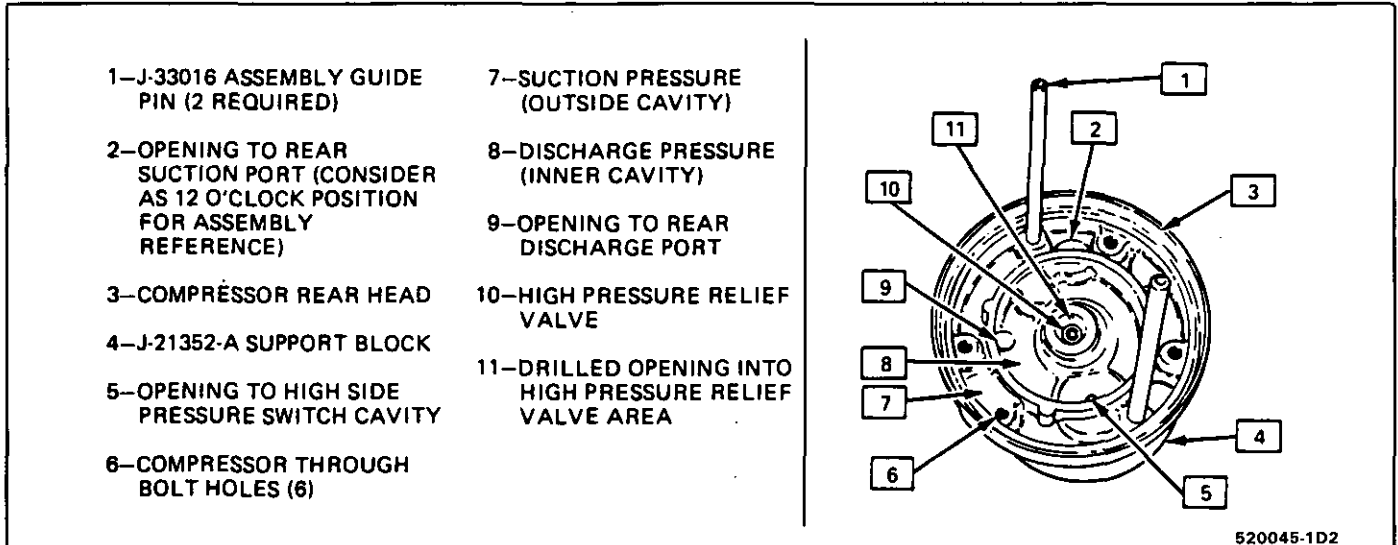 1–J-33016 ASSEMBLY GUIDE
PIN (2 REQUIRED)
2–OPENING TO REAR
SUCTION PORT (CONSIDER
AS 12 O'CLOCK POSITION
FOR ASSEMBLY
REFERENCE)
3–COMPRESSOR REAR HEAD
4–J-21352-A SUPPORT BLOCK
5–OPENING TO HIGH SIDE
PRESSURE SWITCH CAVITY
6–COMPRESSOR THROUGH
BOLT HOLES (6)
7–SUCTION PRESSURE
(OUTSIDE CAVITY)
8–DISCHARGE PRESSURE
(INNER CAVITY)
9–OPENING TO REAR
DISCHARGE PORT
10–HIGH PRESSURE RELIEF
VALVE
11–DRILLED OPENING INTO
HIGH PRESSURE RELIEF
VALVE AREA
1
11
2
10
3
9
8
7
4
6
5
520045-1D2